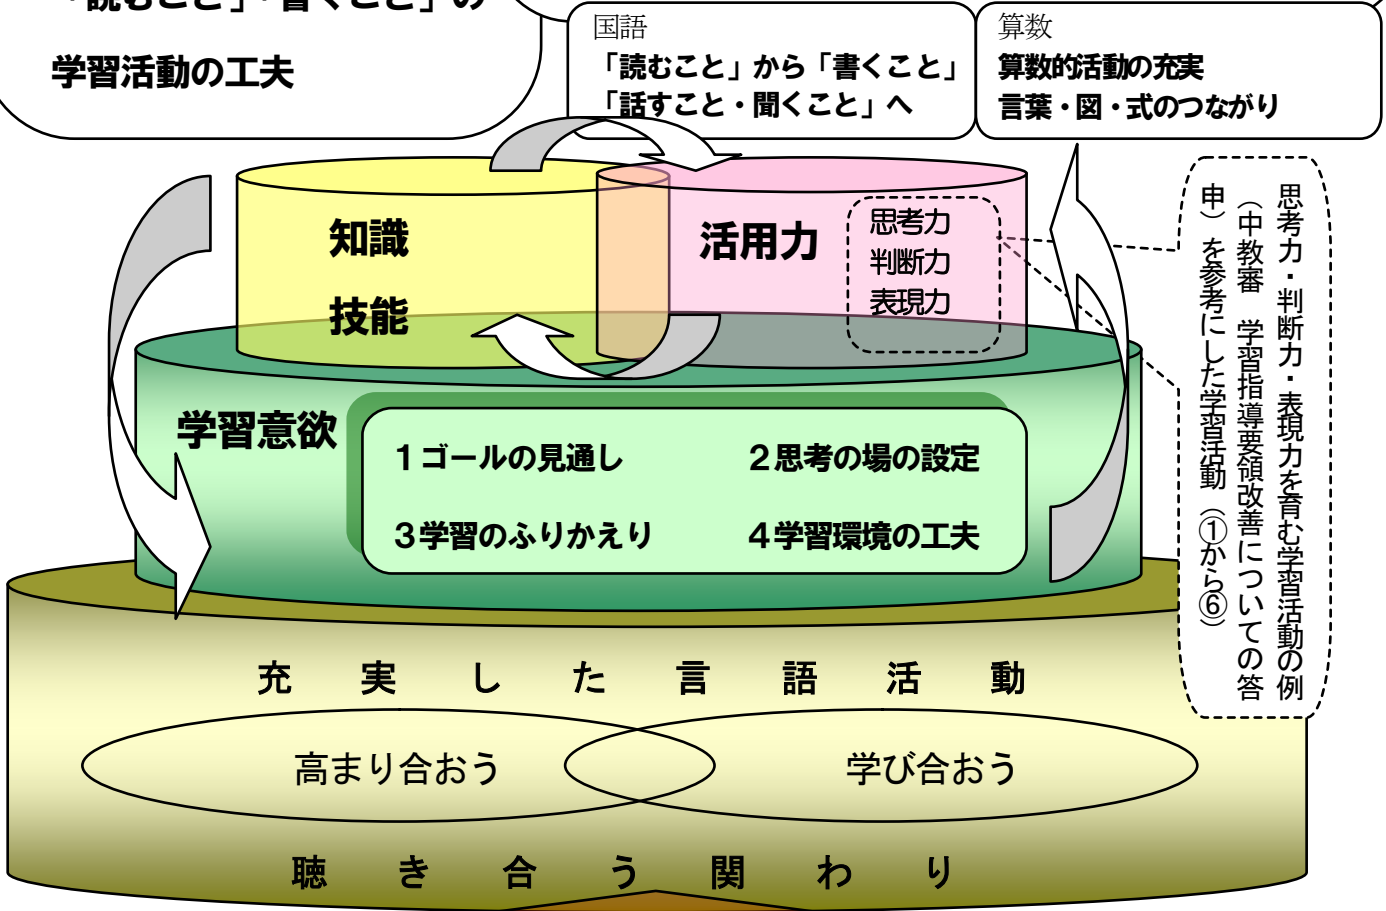 「読むこと」「書くこと」の
学習活動の工夫
国語
「読むこと」から「書くこと」
「話すこと・聞くこと」へ
算数
算数的活動の充実
言葉・図・式のつながり
知識
技能
活用力
思考力
判断力
表現力
思考力・判断力・表現力を育む学習活動の例
（中教審　学習指導要領改善についての答
申）を参考にした学習活動（①から⑥）
学習意欲
１ゴールの見通し
２思考の場の設定
３学習のふりかえり
４学習環境の工夫
充実した言語活動
高まり合おう
学び合おう
聴き合う関わり